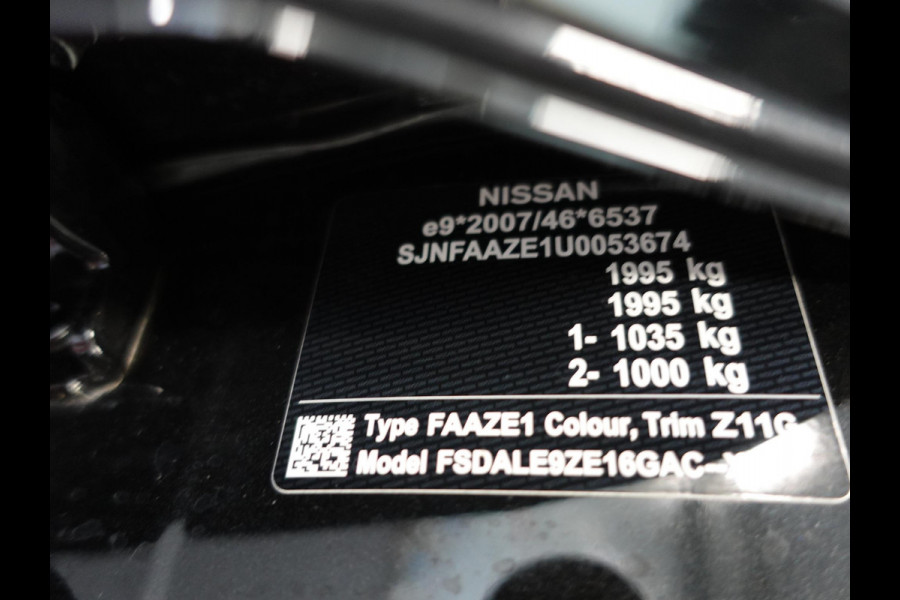 NISSAN
e9*2007/46*6537
SJNFAAZE1U0053674
1995 kg
1995 kg
1- 1035 kg
2- 1000 kg
Type FAAZE1 Colour, Trim Z11G
Model FSDALE9ZE16GAC--